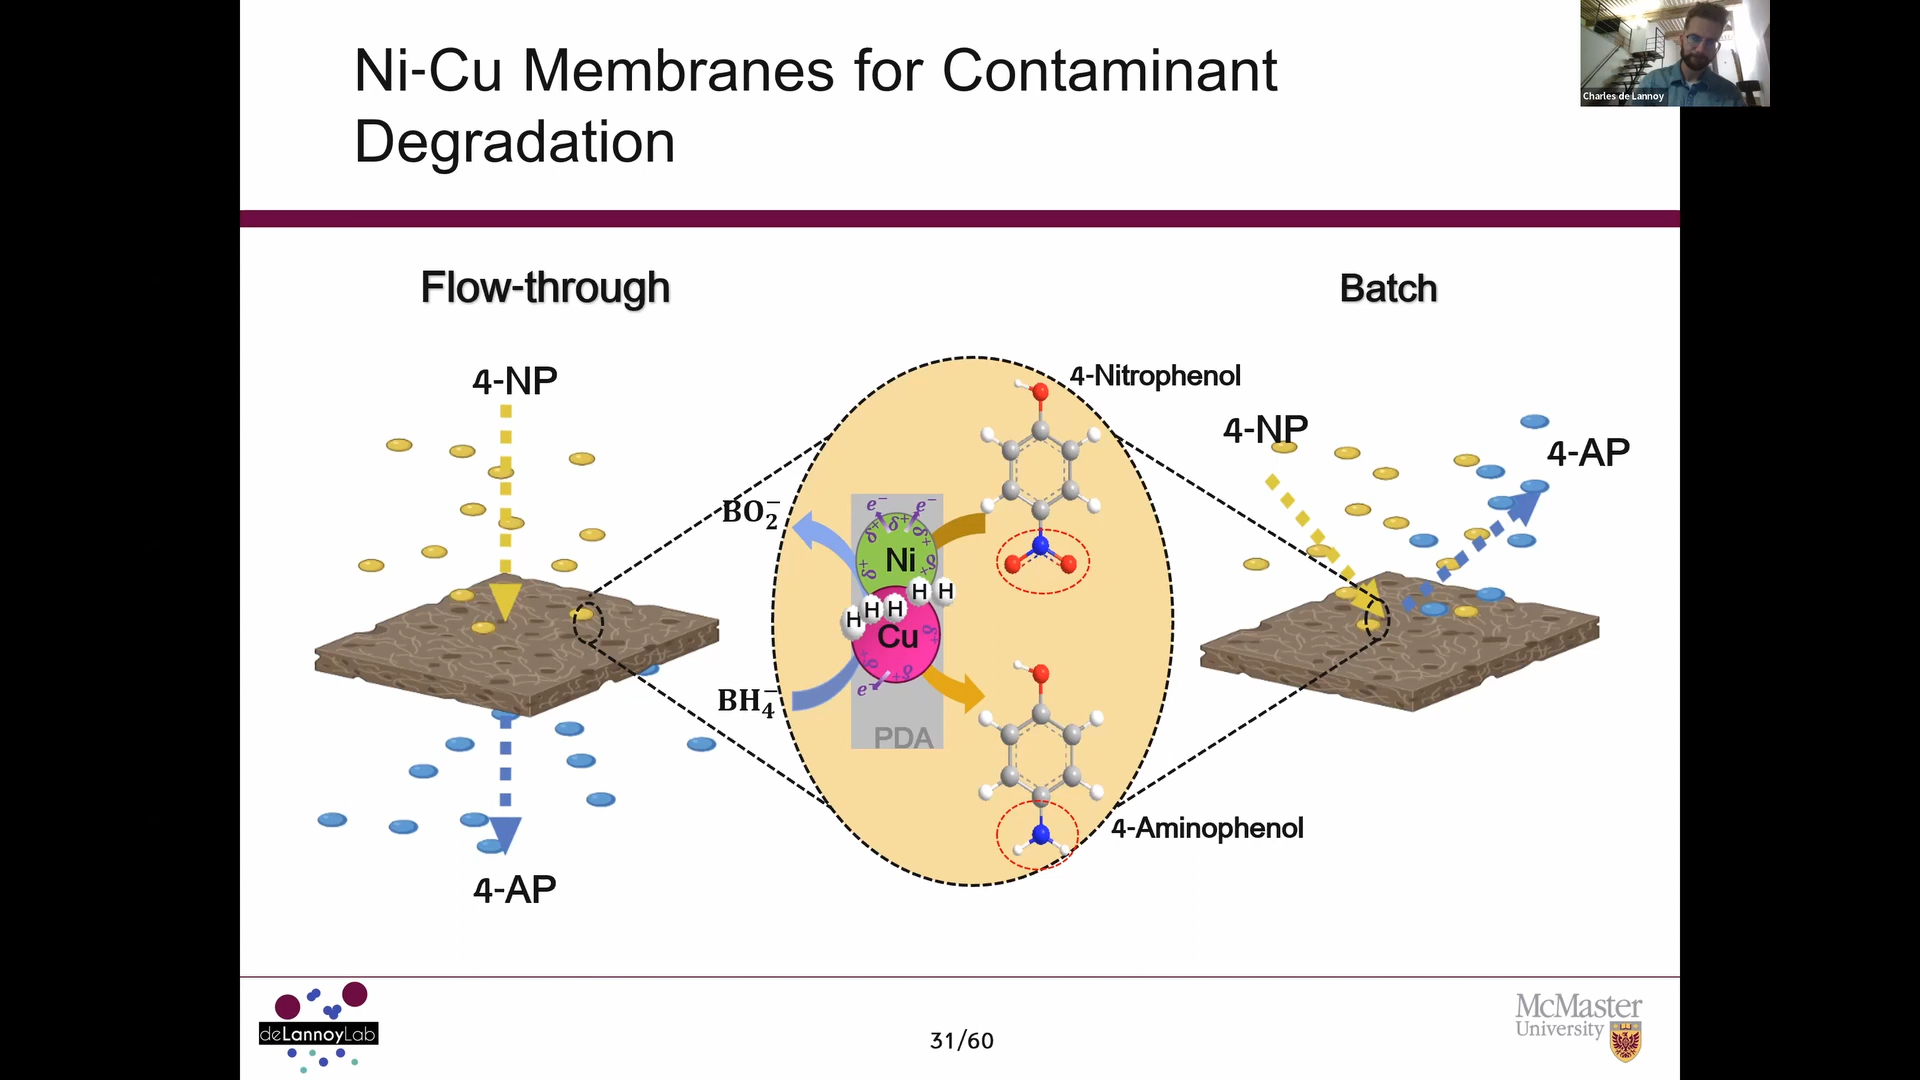 Ni-Cu Membranes for Contaminant
Degradation
Charles de Lannoy
Flow-through
Batch
4-NP
4-Nitrophenol
4-NP
4-AP
BO₂⁻
e⁻ e⁻
δ⁺ δ⁺ δ⁺
δ⁺ δ⁺
Ni
H H H H H
Cu
δ⁺
δ⁺ δ⁺
e⁻
BH₄⁻
PDA
4-Aminophenol
4-AP
deLannoyLab
31/60
McMaster
University